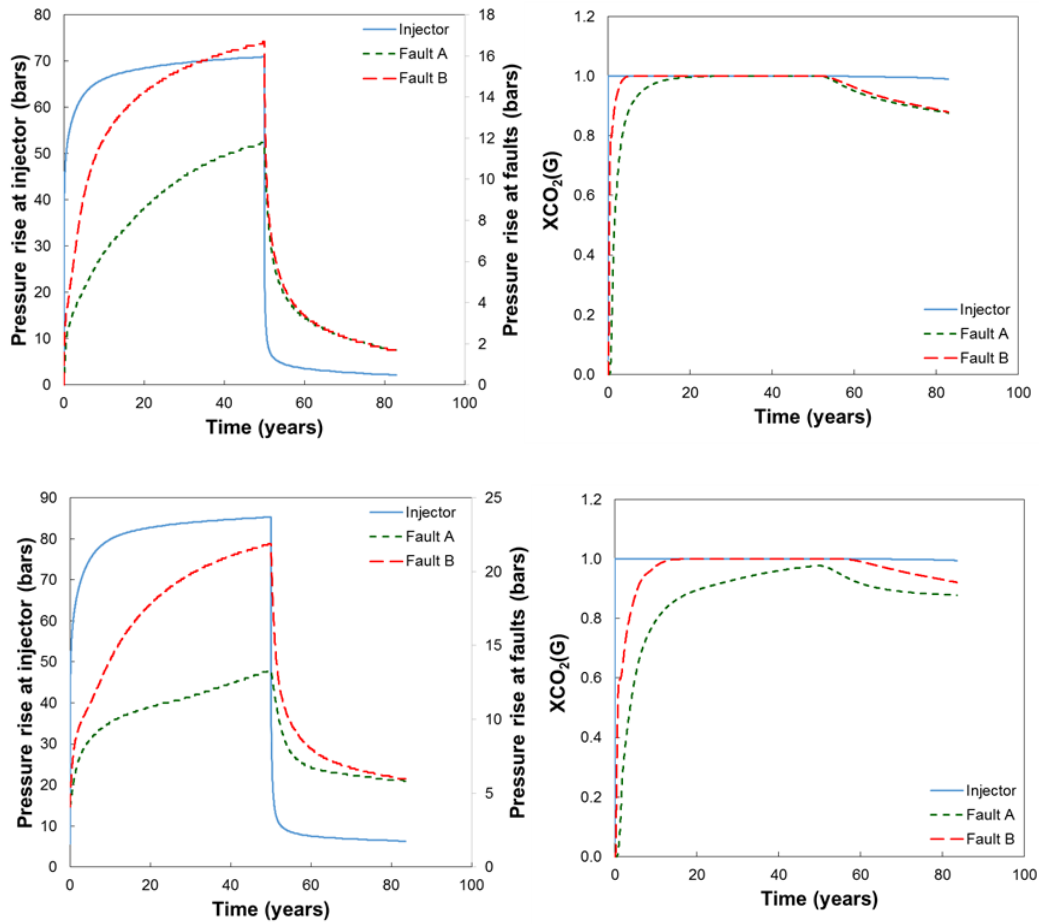 Pressure rise at injector (bars)
80
70
60
50
40
30
20
10
0
Injector
Fault A
Fault B
18
16
14
12
10
8
6
4
2
0
Pressure rise at faults (bars)
0 20 40 60 80 100
Time (years)
XCO₂(G)
1.2
1.0
0.8
0.6
0.4
0.2
0.0
Injector
Fault A
Fault B
0 20 40 60 80 100
Time (years)
Pressure rise at injector (bars)
90
80
70
60
50
40
30
20
10
0
Injector
Fault A
Fault B
25
20
15
10
5
0
Pressure rise at faults (bars)
0 20 40 60 80 100
Time (years)
XCO₂(G)
1.2
1.0
0.8
0.6
0.4
0.2
0.0
Injector
Fault A
Fault B
0 20 40 60 80 100
Time (years)